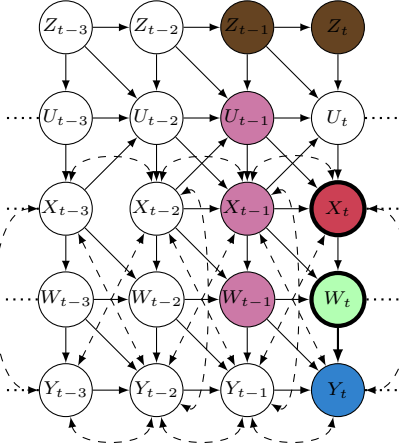 Z_{t−3} Z_{t−2} Z_{t−1} Z_t
U_{t−3} U_{t−2} U_{t−1} U_t
X_{t−3} X_{t−2} X_{t−1} X_t
W_{t−3} W_{t−2} W_{t−1} W_t
Y_{t−3} Y_{t−2} Y_{t−1} Y_t